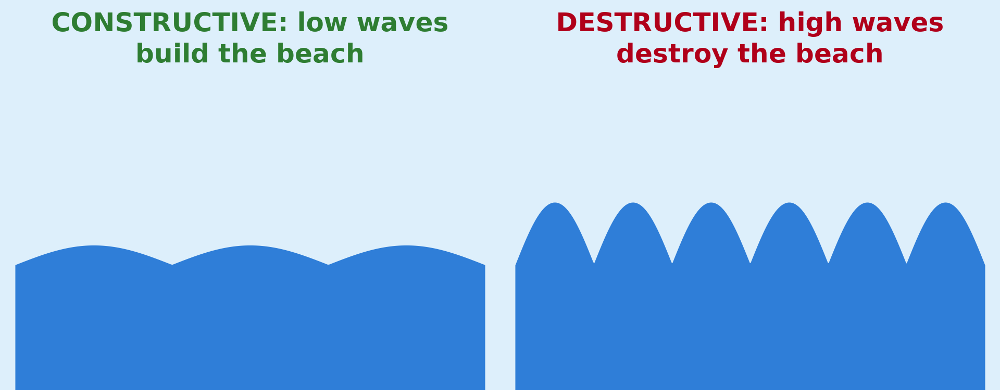 CONSTRUCTIVE: low waves
build the beach
DESTRUCTIVE: high waves
destroy the beach